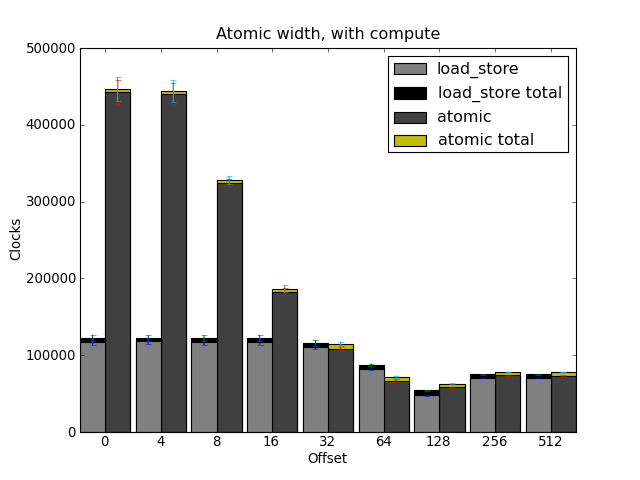 Atomic width, with compute
500000
400000
300000
200000
100000
0
Clocks
load_store
load_store total
atomic
atomic total
0 4 8 16 32 64 128 256 512
Offset